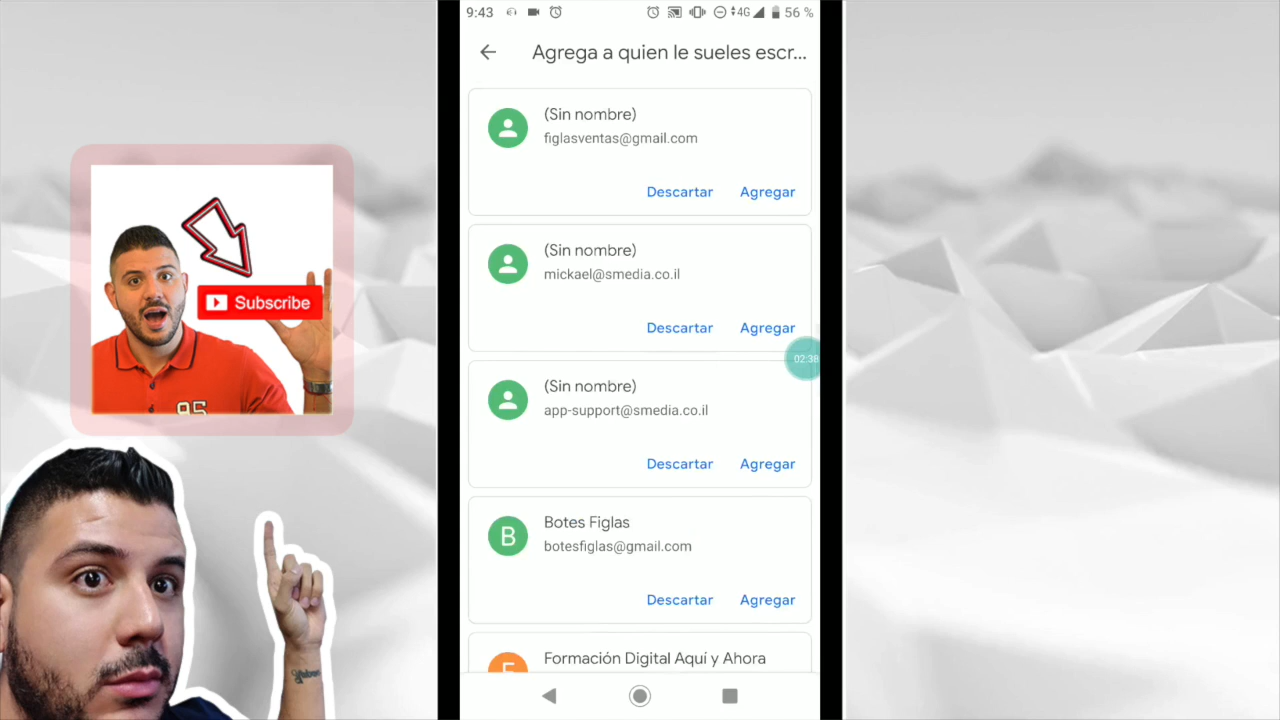 9:43
4G
56 %
Agrega a quien le sueles escr...
(Sin nombre)
figlasventas@gmail.com
Descartar
Agregar
(Sin nombre)
mickael@smedia.co.il
Descartar
Agregar
02:38
(Sin nombre)
app-support@smedia.co.il
Descartar
Agregar
Botes Figlas
botesfiglas@gmail.com
Descartar
Agregar
Formación Digital Aquí y Ahora
Subscribe